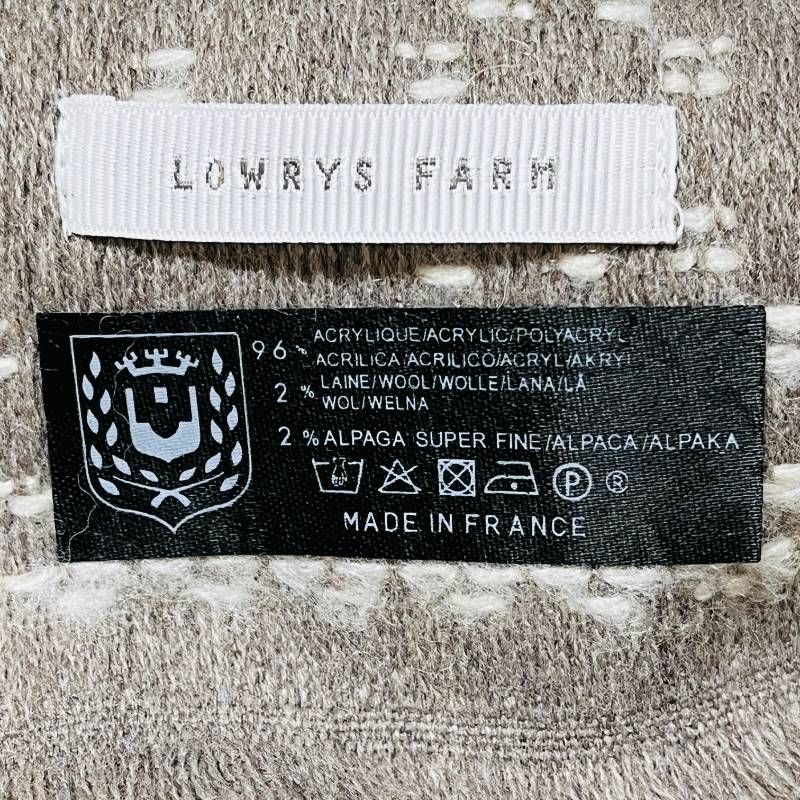 LOWRYS FARM
96% ACRYLIQUE/ACRYLIC/POLYACRYL
ACRILICA/ACRILICO/ACRYL/AKRYL
2% LAINE/WOOL/WOLLE/LANA/LÃ
WOL/WELNA
2% ALPAGA SUPER FINE/ALPACA/ALPAKA
P ®
MADE IN FRANCE